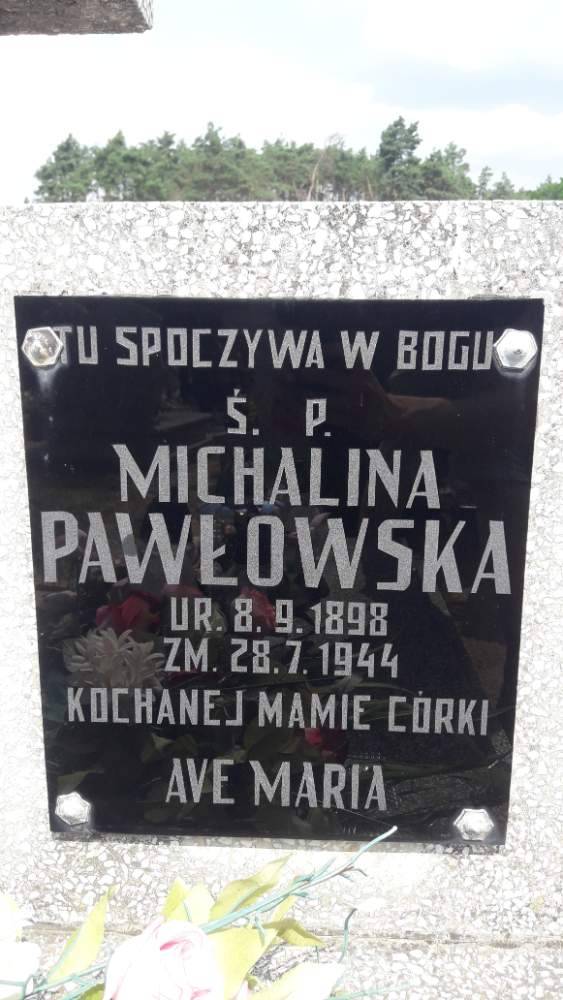 TU SPOCZYWA W BOGU
Ś. P.
MICHALINA
PAWŁOWSKA
UR. 8. 9. 1898
ZM. 28. 7. 1944
KOCHANEJ MAMIE CÓRKI
AVE MARIA